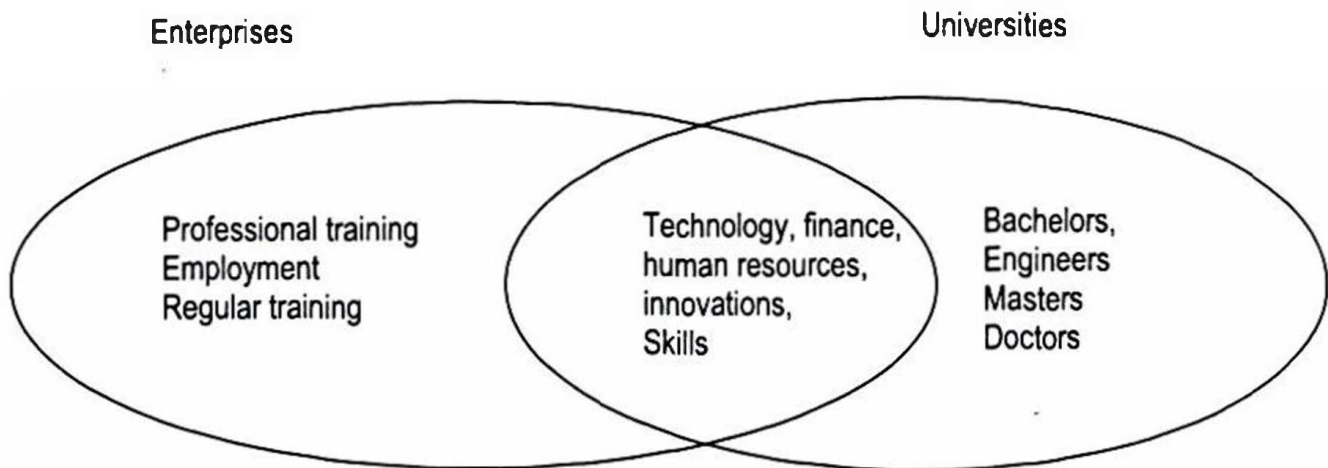 Enterprises
Universities
Professional training
Employment
Regular training
Technology, finance,
human resources,
innovations,
Skills
Bachelors,
Engineers
Masters
Doctors